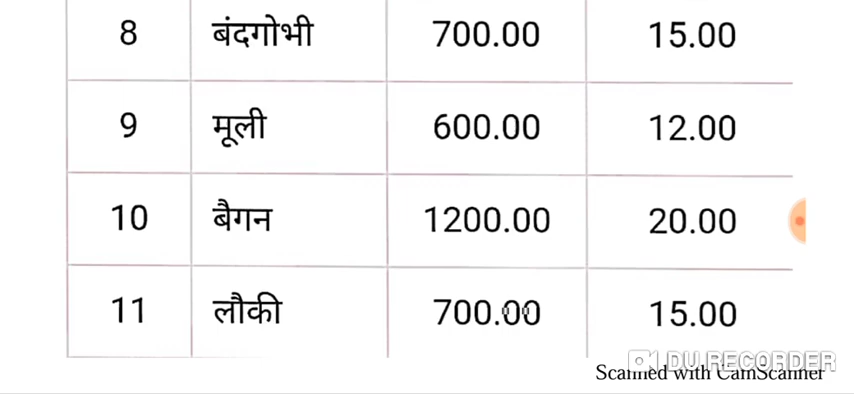 8 बंदगोभी 700.00 15.00
9 मूली 600.00 12.00
10 बैगन 1200.00 20.00
11 लौकी 700.00 15.00
DU RECORDER
Scanned with CamScanner